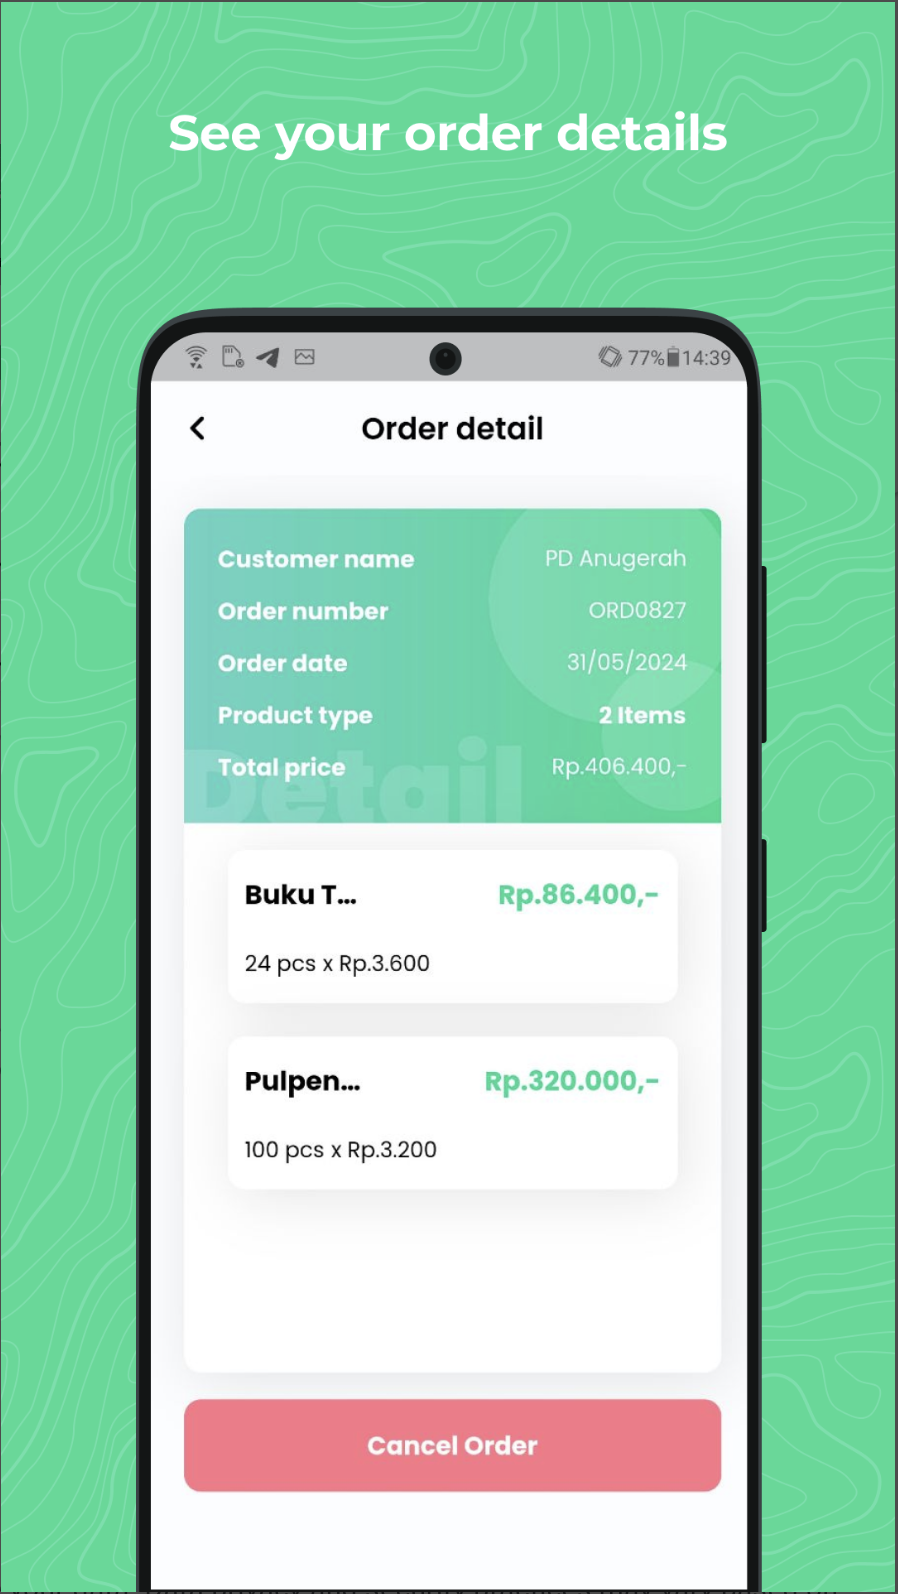 See your order details
77% 14:39
Order detail
Customer name PD Anugerah
Order number ORD0827
Order date 31/05/2024
Product type 2 Items
Total price Rp.406.400,-
Detail
Buku T... Rp.86.400,-
24 pcs x Rp.3.600
Pulpen... Rp.320.000,-
100 pcs x Rp.3.200
Cancel Order